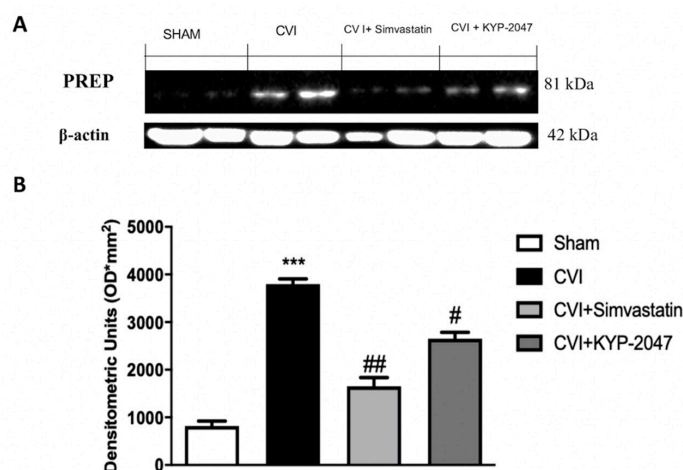 A
SHAM CVI CV I+ Simvastatin CVI + KYP-2047
PREP 81 kDa
β-actin 42 kDa
B
Densitometric Units (OD*mm²)
5000
4000
3000
2000
1000
0
***
##
#
Sham
CVI
CVI+Simvastatin
CVI+KYP-2047